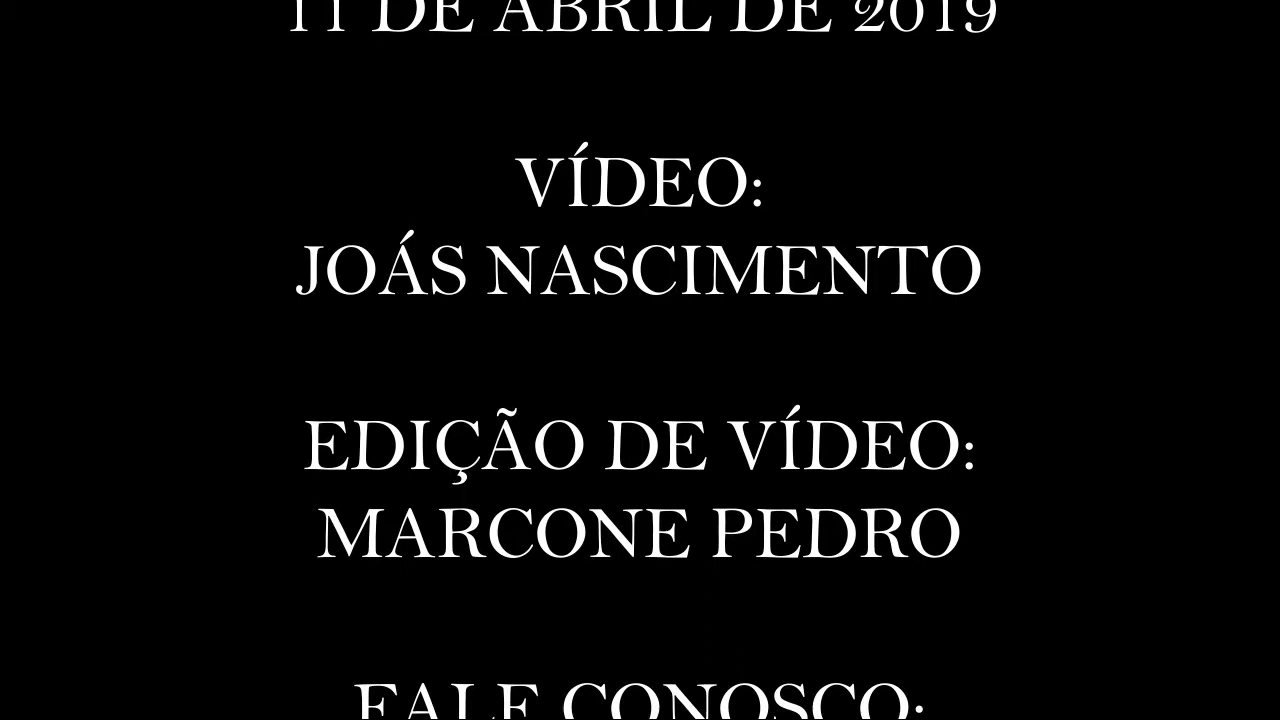 11 DE ABRIL DE 2019
VÍDEO:
JOÁS NASCIMENTO
EDIÇÃO DE VÍDEO:
MARCONE PEDRO
FALE CONOSCO: